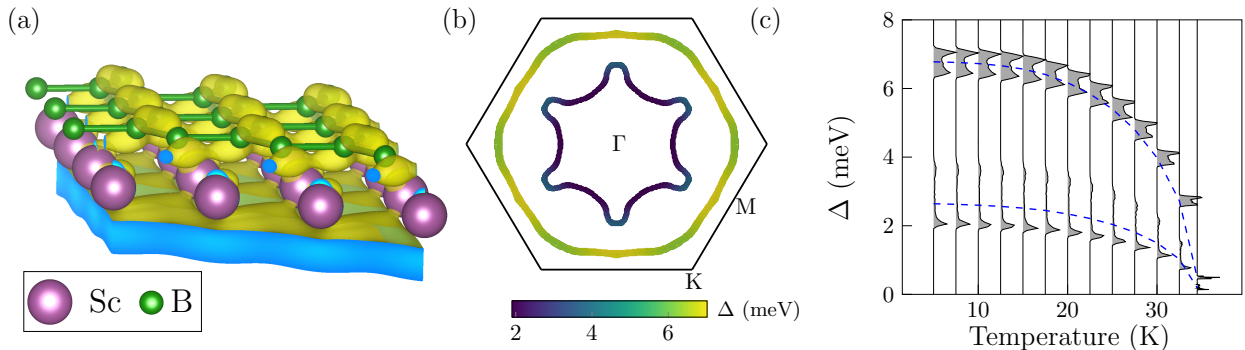 (a)
Sc B
(b)
Γ
M
K
Δ (meV)
2 4 6
(c)
Δ (meV)
8
6
4
2
0
10 20 30
Temperature (K)